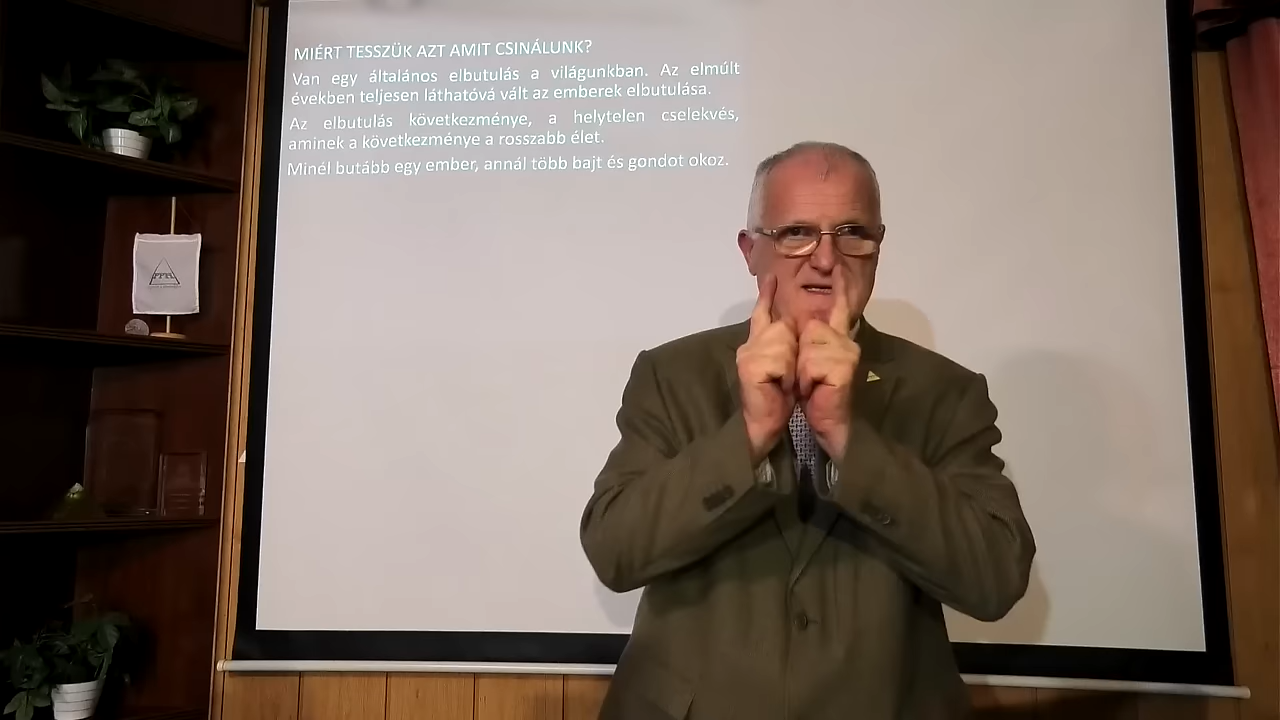 MIÉRT TESSZÜK AZT AMIT CSINÁLUNK?
Van egy általános elbutulás a világunkban. Az elmúlt
években teljesen láthatóvá vált az emberek elbutulása.
Az elbutulás következménye, a helytelen cselekvés,
aminek a következménye a rosszabb élet.
Minél butább egy ember, annál több bajt és gondot okoz.